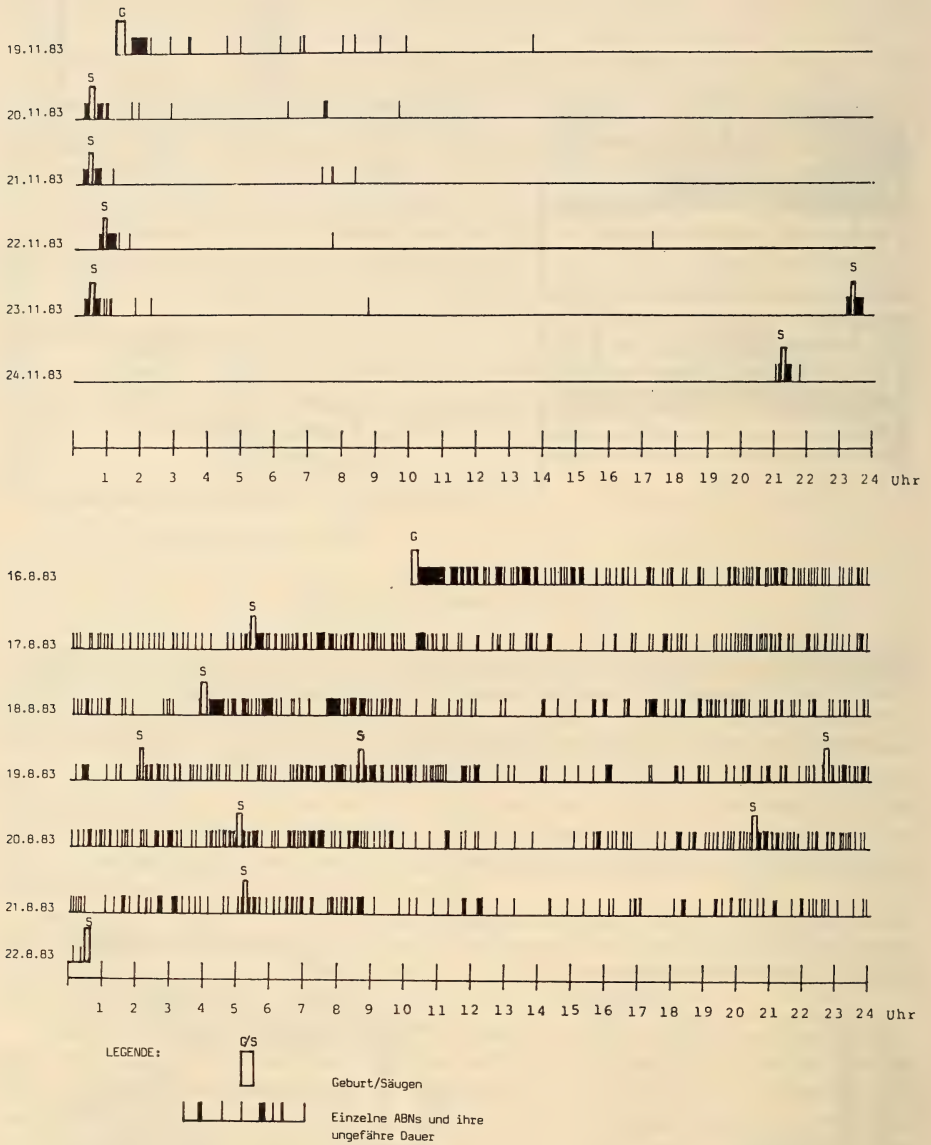 G
19.11.83
S
20.11.83
S
21.11.83
S
22.11.83
S S
23.11.83
S
24.11.83
1 2 3 4 5 6 7 8 9 10 11 12 13 14 15 16 17 18 19 20 21 22 23 24 Uhr
G
16.8.83
S
17.8.83
S
18.8.83
S S S
19.8.83
S S
20.8.83
S
21.8.83
S
22.8.83
1 2 3 4 5 6 7 8 9 10 11 12 13 14 15 16 17 18 19 20 21 22 23 24 Uhr
LEGENDE:
G/S
Geburt/Säugen
Einzelne ABNs und ihre
ungefähre Dauer